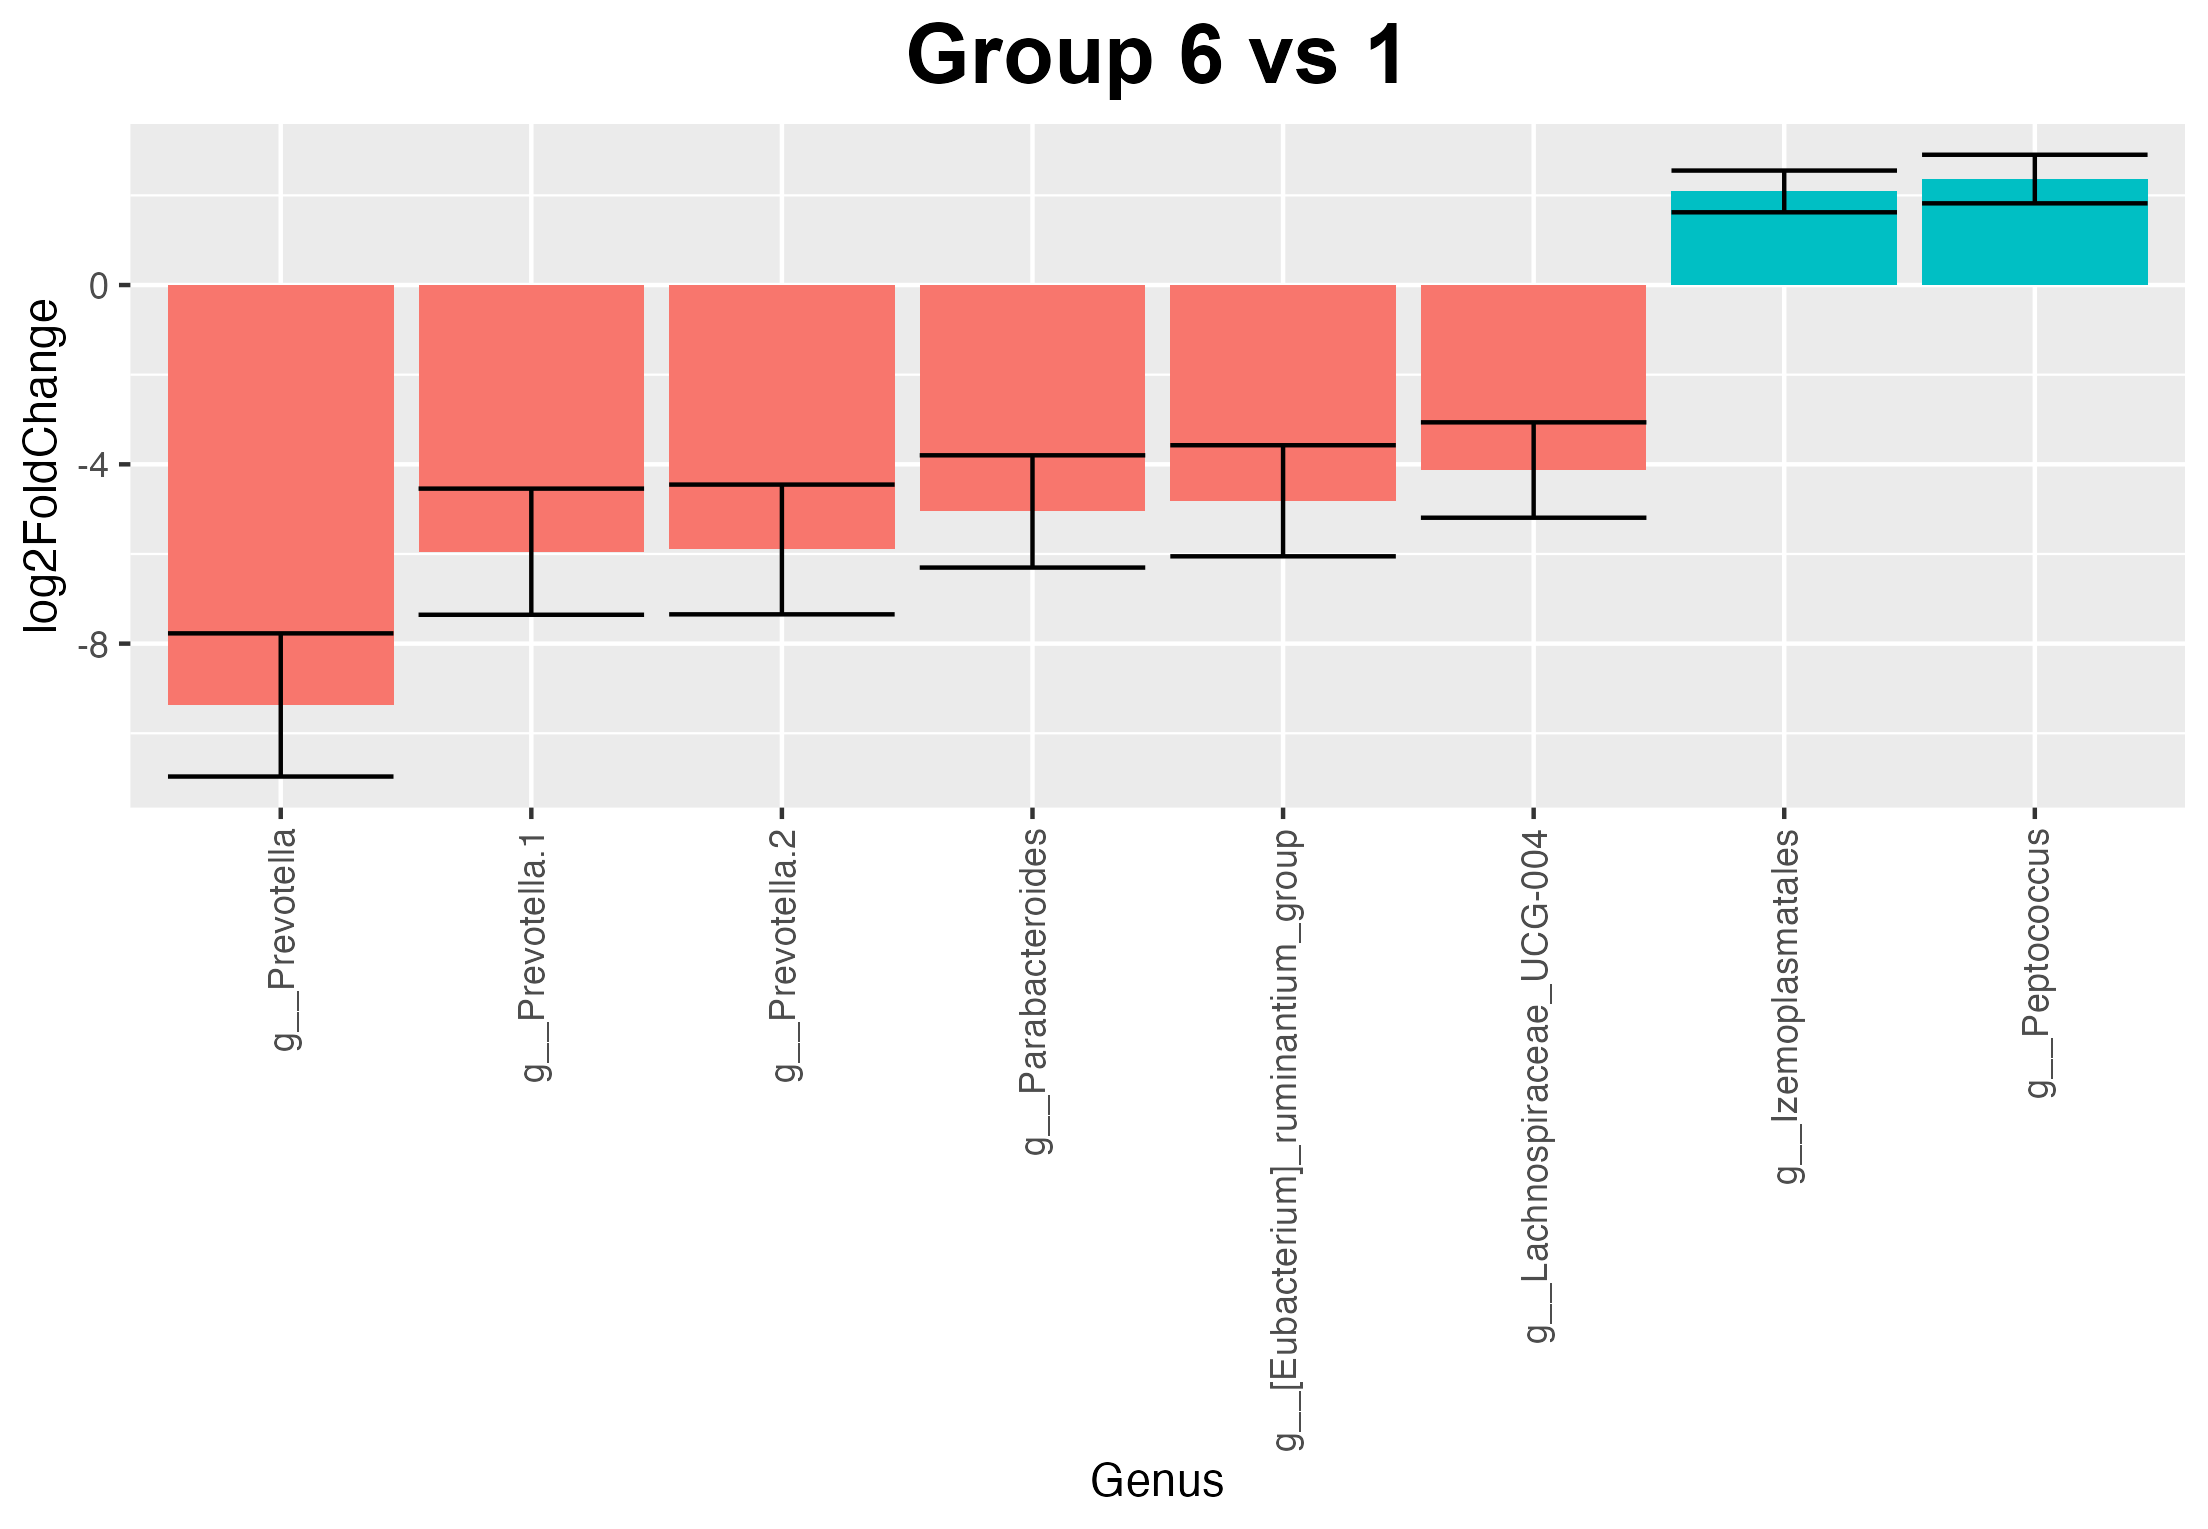 Group 6 vs 1
log2FoldChange
0
-4
-8
g__Prevotella
g__Prevotella.1
g__Prevotella.2
g__Parabacteroides
g__[Eubacterium]_ruminantium_group
g__Lachnospiraceae_UCG-004
g__Izemoplasmatales
g__Peptococcus
Genus